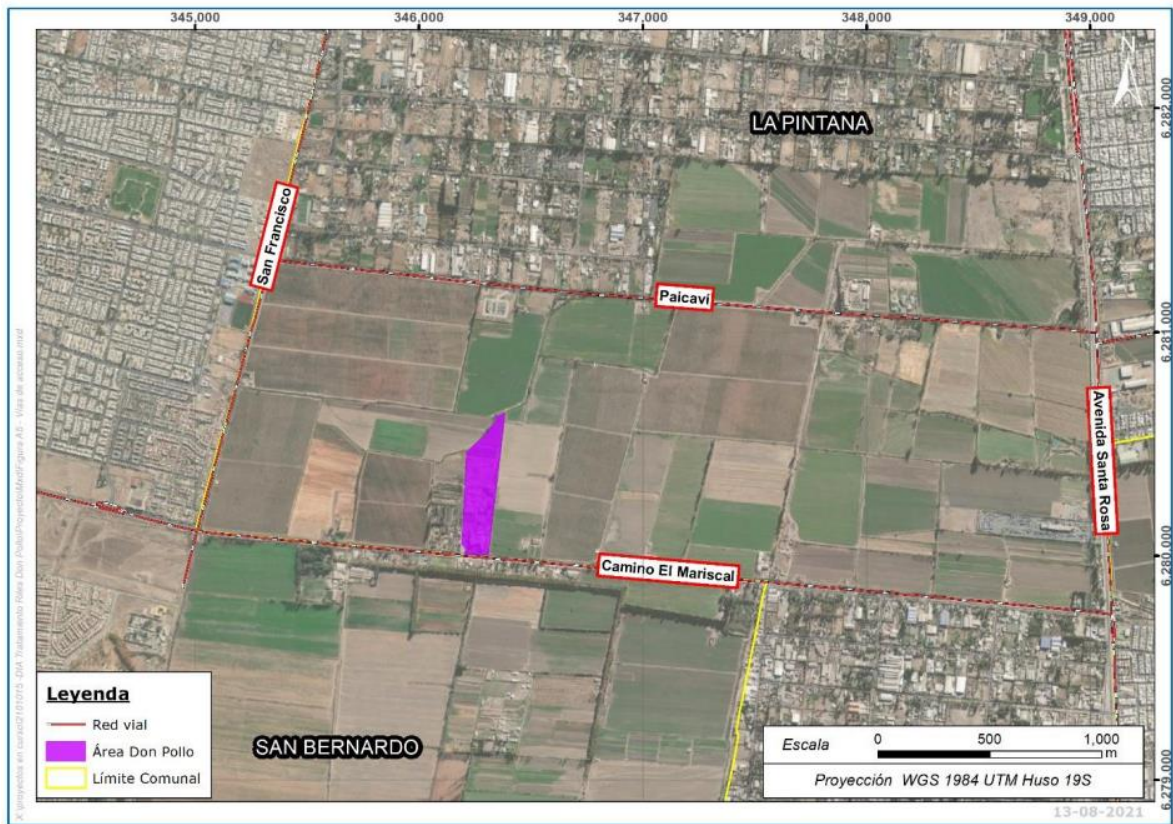 345,000 346,000 347,000 348,000 349,000
N
LA PINTANA
6.282.000
San Francisco
Paicaví
6.281.000
Avenida Santa Rosa
Camino El Mariscal
6.280.000
Leyenda
Red vial
Área Don Pollo
Límite Comunal
SAN BERNARDO
Escala 0 500 1,000
m
Proyección WGS 1984 UTM Huso 19S
6.279.000
13-08-2021